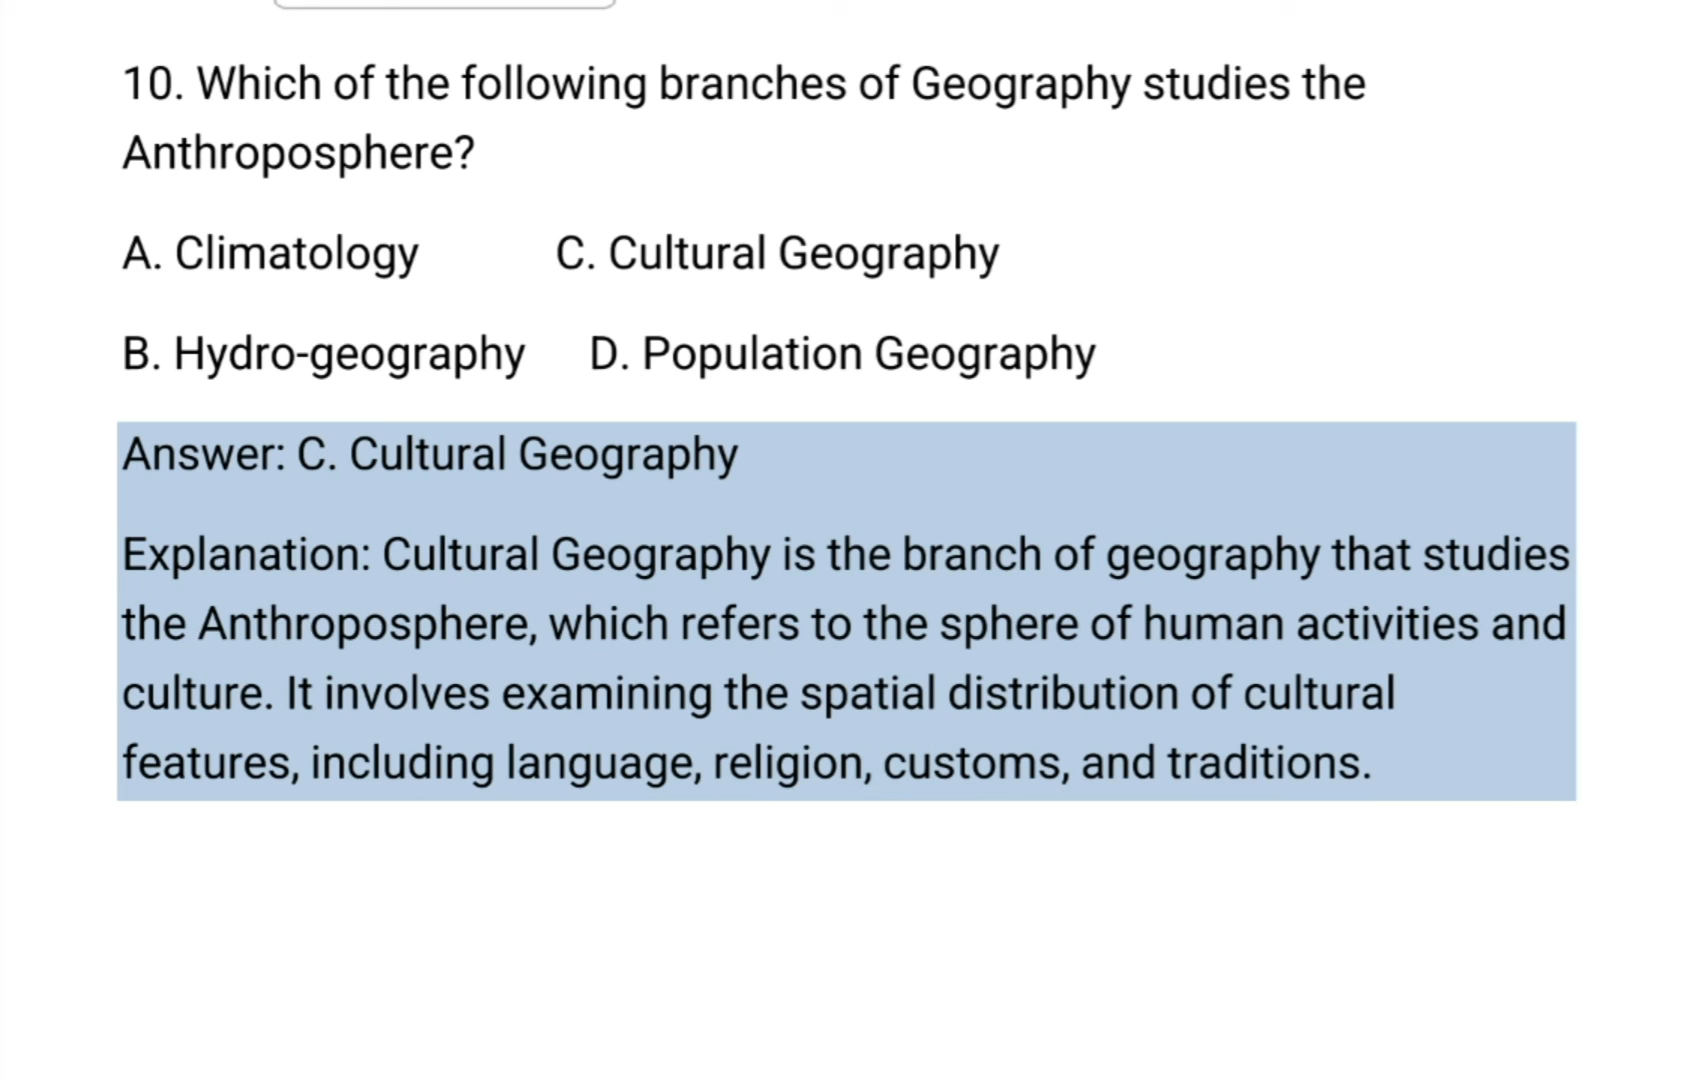 10. Which of the following branches of Geography studies the
Anthroposphere?
A. Climatology C. Cultural Geography
B. Hydro-geography D. Population Geography
Answer: C. Cultural Geography
Explanation: Cultural Geography is the branch of geography that studies
the Anthroposphere, which refers to the sphere of human activities and
culture. It involves examining the spatial distribution of cultural
features, including language, religion, customs, and traditions.